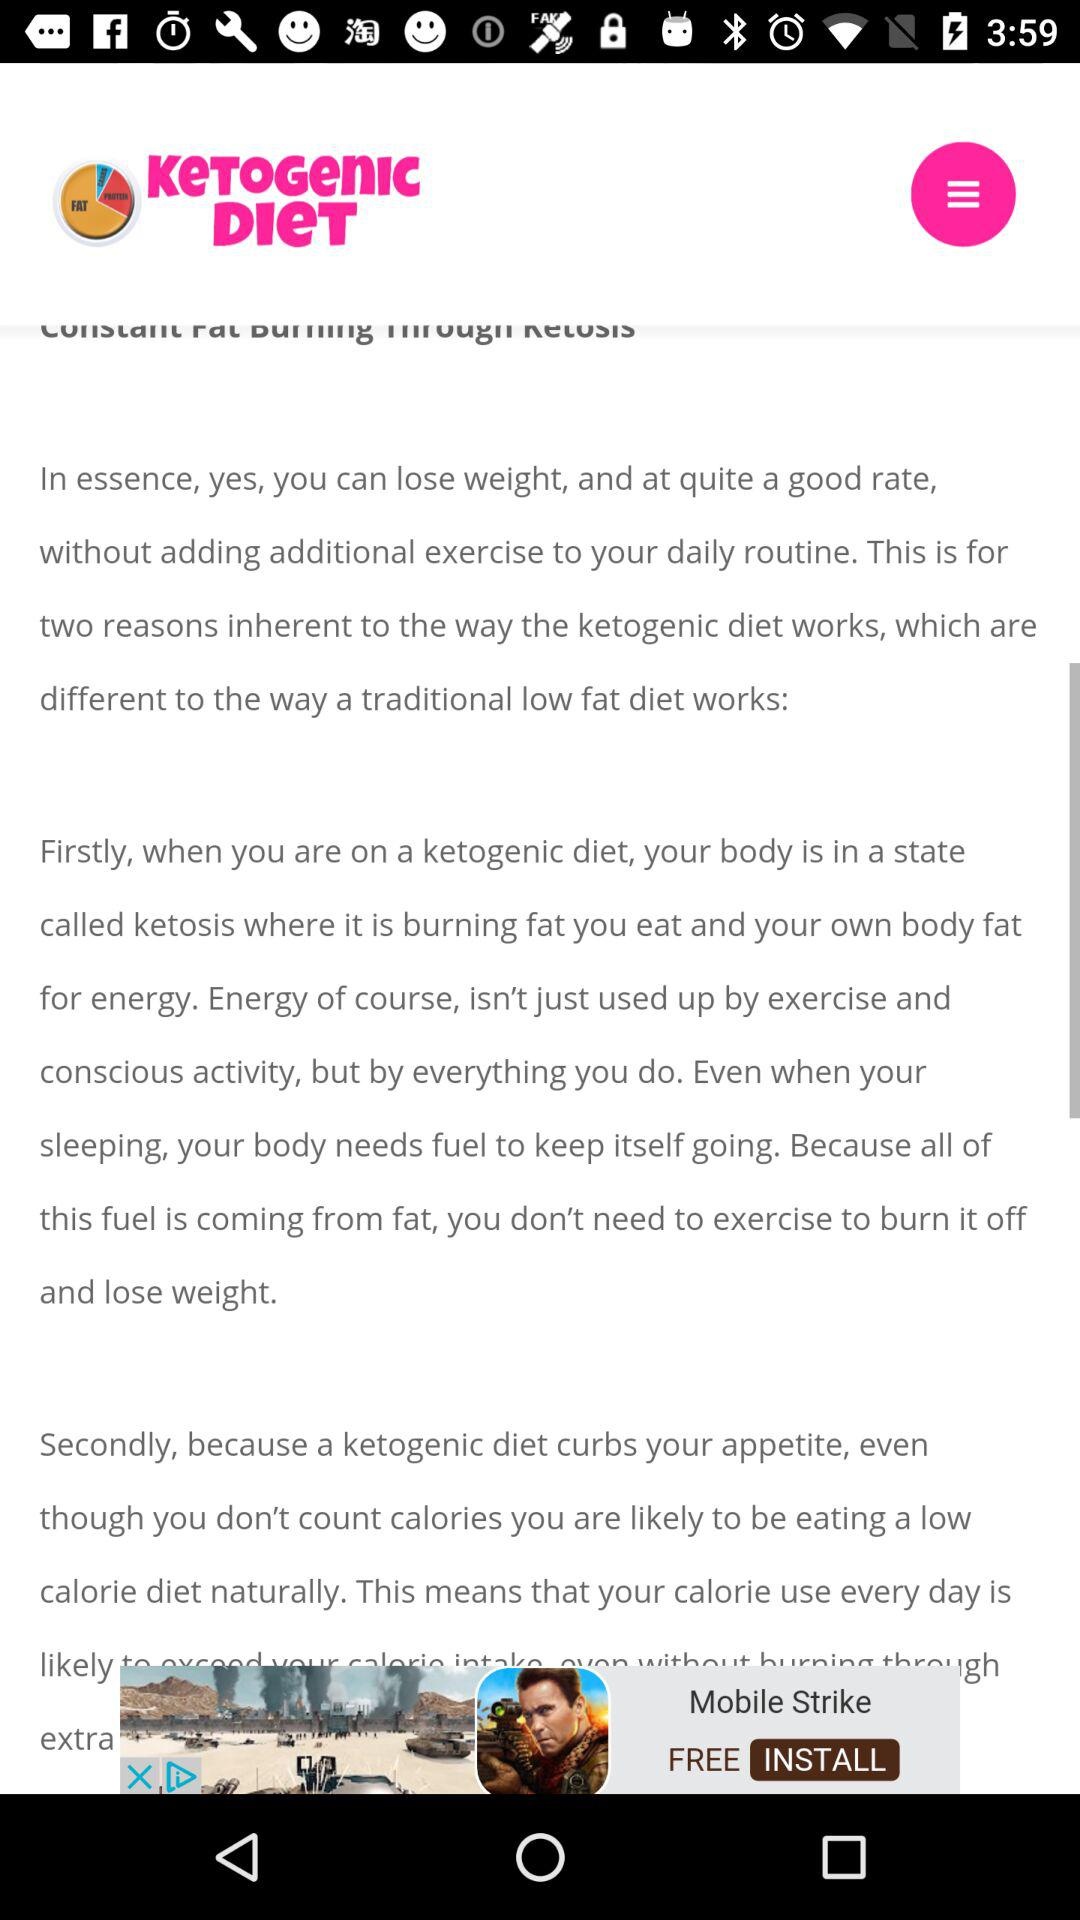 FAKE
淘
3:59
FAT
PROTEIN
CARBS
KETOGENIC
DIET
Constant Fat Burning Through Ketosis
In essence, yes, you can lose weight, and at quite a good rate,
without adding additional exercise to your daily routine. This is for
two reasons inherent to the way the ketogenic diet works, which are
different to the way a traditional low fat diet works:
Firstly, when you are on a ketogenic diet, your body is in a state
called ketosis where it is burning fat you eat and your own body fat
for energy. Energy of course, isn’t just used up by exercise and
conscious activity, but by everything you do. Even when your
sleeping, your body needs fuel to keep itself going. Because all of
this fuel is coming from fat, you don’t need to exercise to burn it off
and lose weight.
Secondly, because a ketogenic diet curbs your appetite, even
though you don’t count calories you are likely to be eating a low
calorie diet naturally. This means that your calorie use every day is
likely to exceed your calorie intake, even without burning through
extra
Mobile Strike
FREE INSTALL